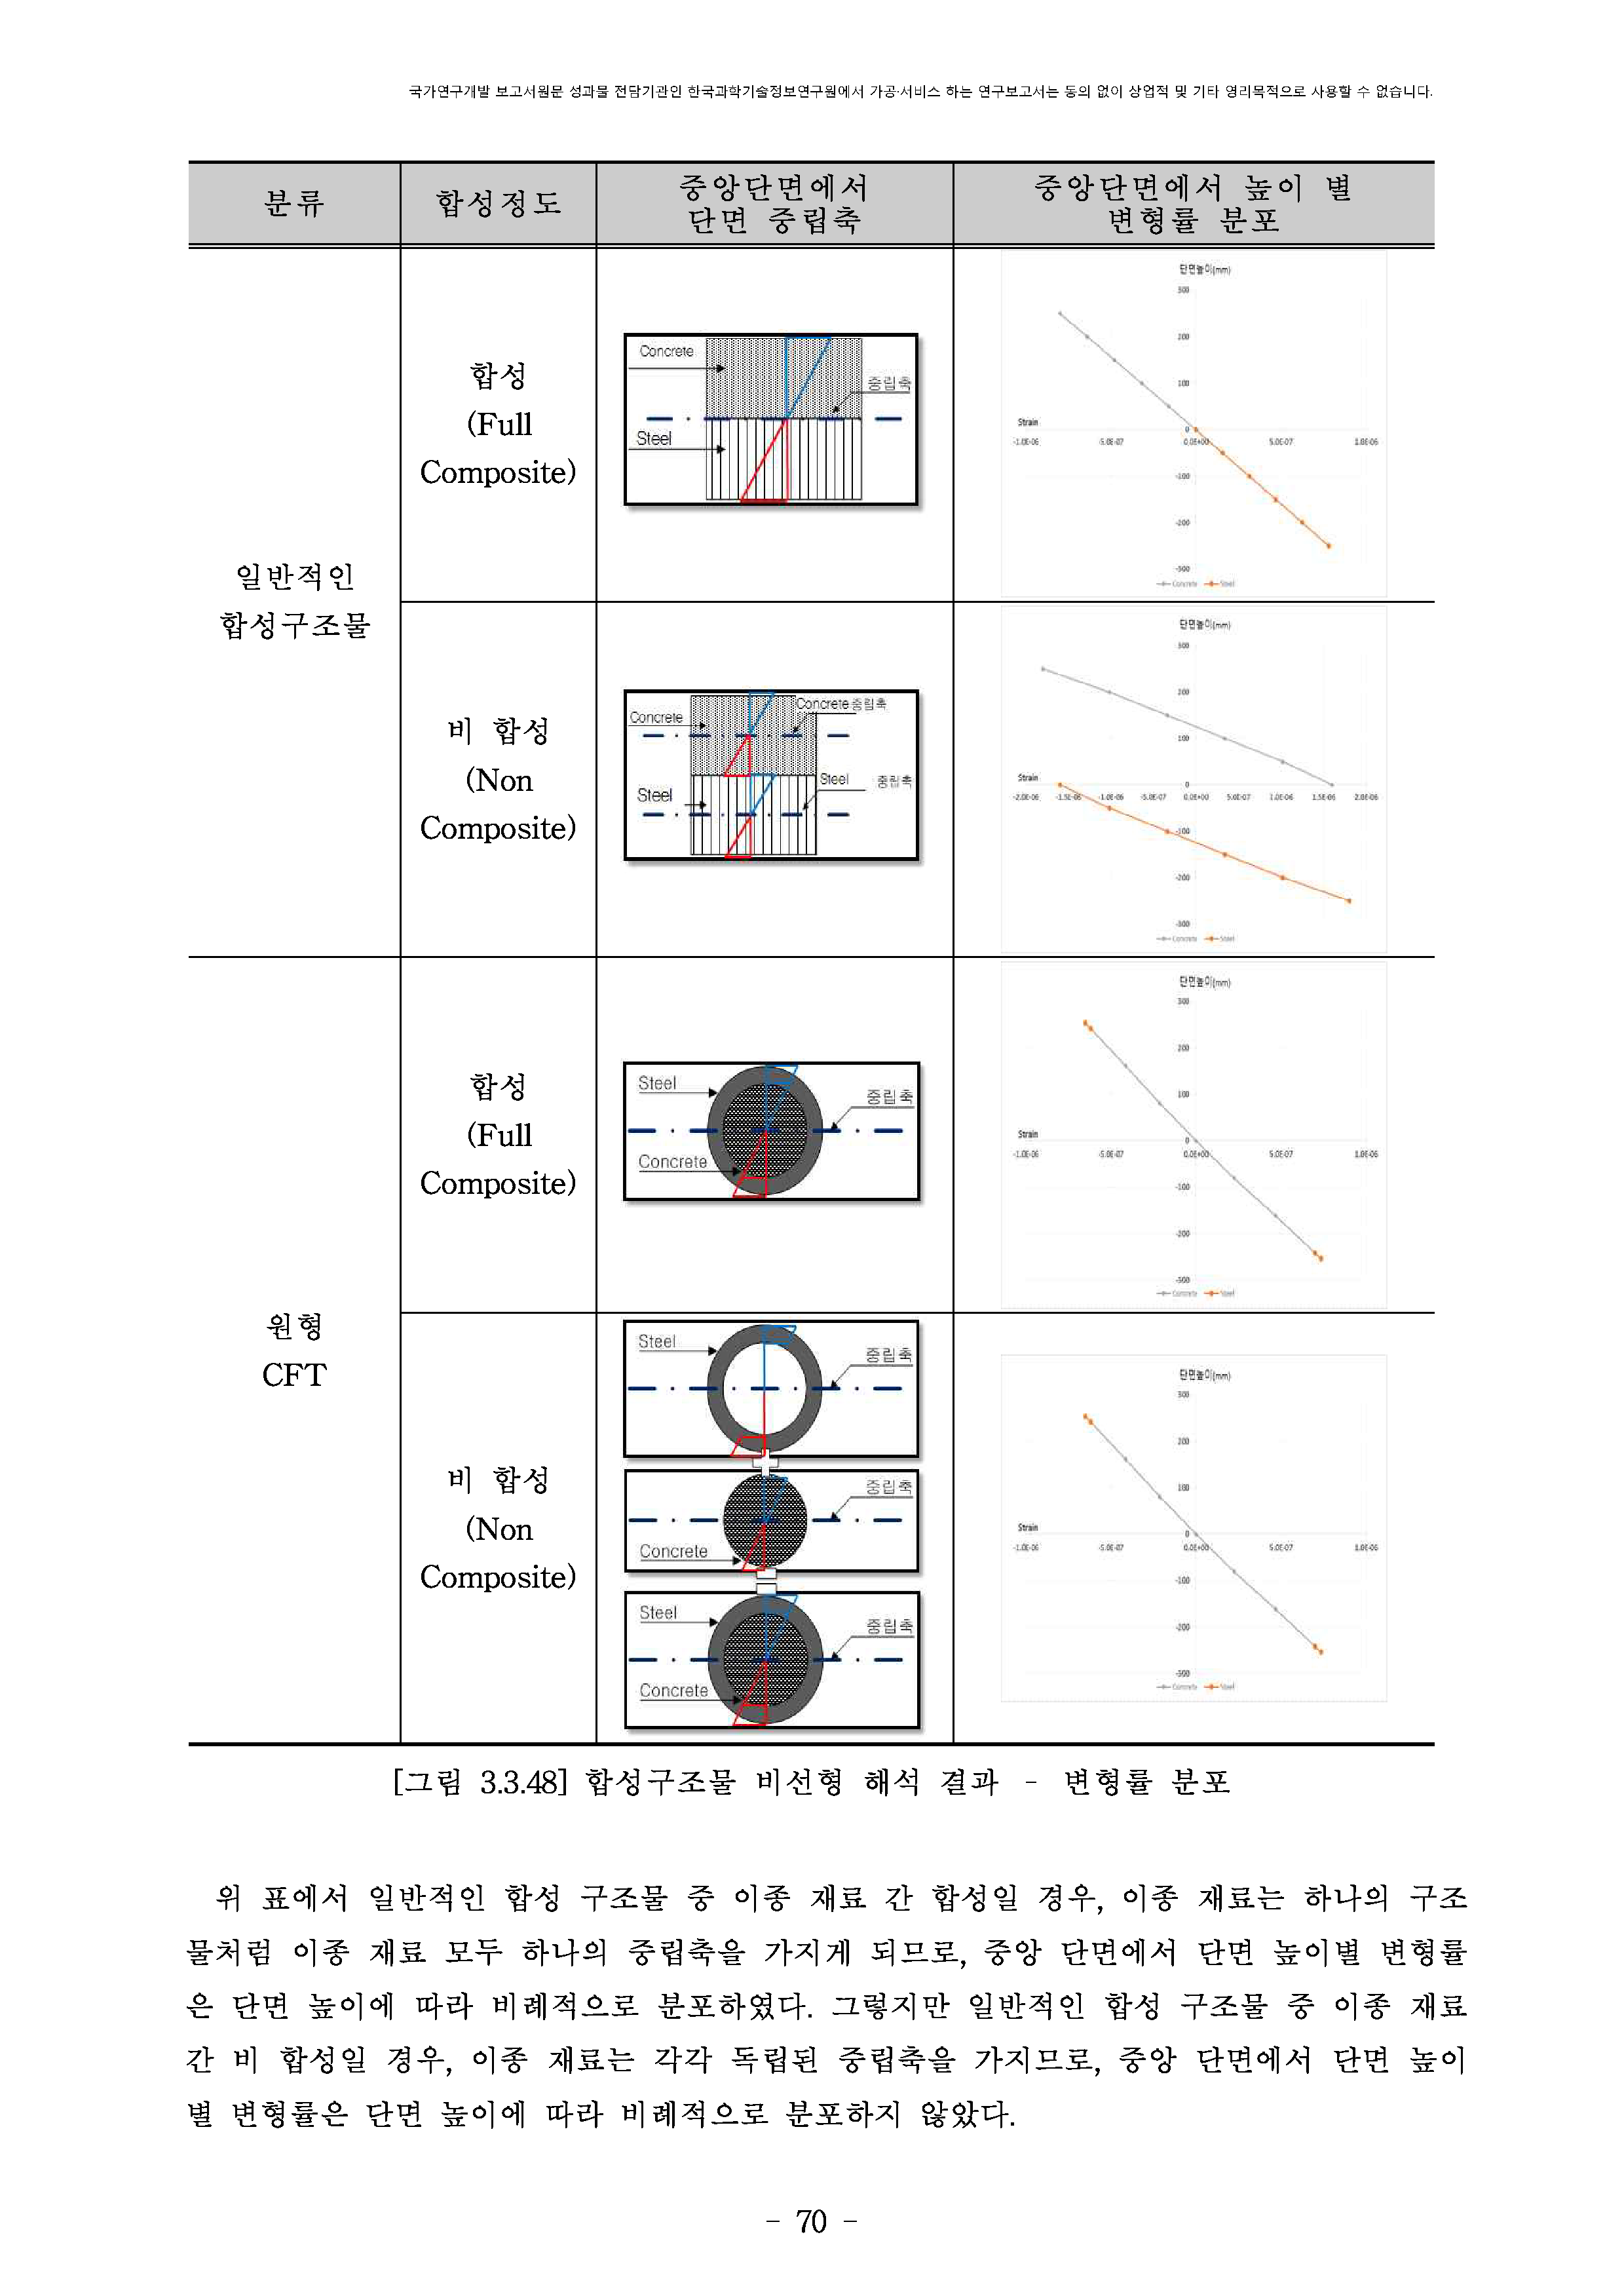 국가연구개발 보고서원문 성과물 전담기관인 한국과학기술정보연구원에서 가공·서비스 하는 연구보고서는 동의 없이 상업적 및 기타 영리목적으로 사용할 수 없습니다.
분류
합성정도
중앙단면에서
단면 중립축
중앙단면에서 높이 별
변형률 분포
일반적인
합성구조물
합성
(Full
Composite)
Concrete
중립축
Steel
단면높이(mm)
300
200
100
Strain
0
-1.0E-06
-5.0E-07
0.0E+00
5.0E-07
1.0E-06
-100
-200
-300
Concrete
Steel
비 합성
(Non
Composite)
Concrete 중립축
Concrete
Steel 중립축
Steel
단면높이(mm)
300
200
100
Strain
0
-2.0E-06
-1.5E-06
-1.0E-06
-5.0E-07
0.0E+00
5.0E-07
1.0E-06
1.5E-06
2.0E-06
-100
-200
-300
Concrete
Steel
원형
CFT
합성
(Full
Composite)
Steel
중립축
Concrete
단면높이(mm)
300
200
100
Strain
0
-1.0E-06
-5.0E-07
0.0E+00
5.0E-07
1.0E-06
-100
-200
-300
Concrete
Steel
비 합성
(Non
Composite)
Steel
중립축
중립축
Concrete
Steel
중립축
Concrete
단면높이(mm)
300
200
100
Strain
0
-1.0E-06
-5.0E-07
0.0E+00
5.0E-07
1.0E-06
-100
-200
-300
Concrete
Steel
[그림 3.3.48] 합성구조물 비선형 해석 결과 - 변형률 분포
위 표에서 일반적인 합성 구조물 중 이종 재료 간 합성일 경우, 이종 재료는 하나의 구조
물처럼 이종 재료 모두 하나의 중립축을 가지게 되므로, 중앙 단면에서 단면 높이별 변형률
은 단면 높이에 따라 비례적으로 분포하였다. 그렇지만 일반적인 합성 구조물 중 이종 재료
간 비 합성일 경우, 이종 재료는 각각 독립된 중립축을 가지므로, 중앙 단면에서 단면 높이
별 변형률은 단면 높이에 따라 비례적으로 분포하지 않았다.
- 70 -